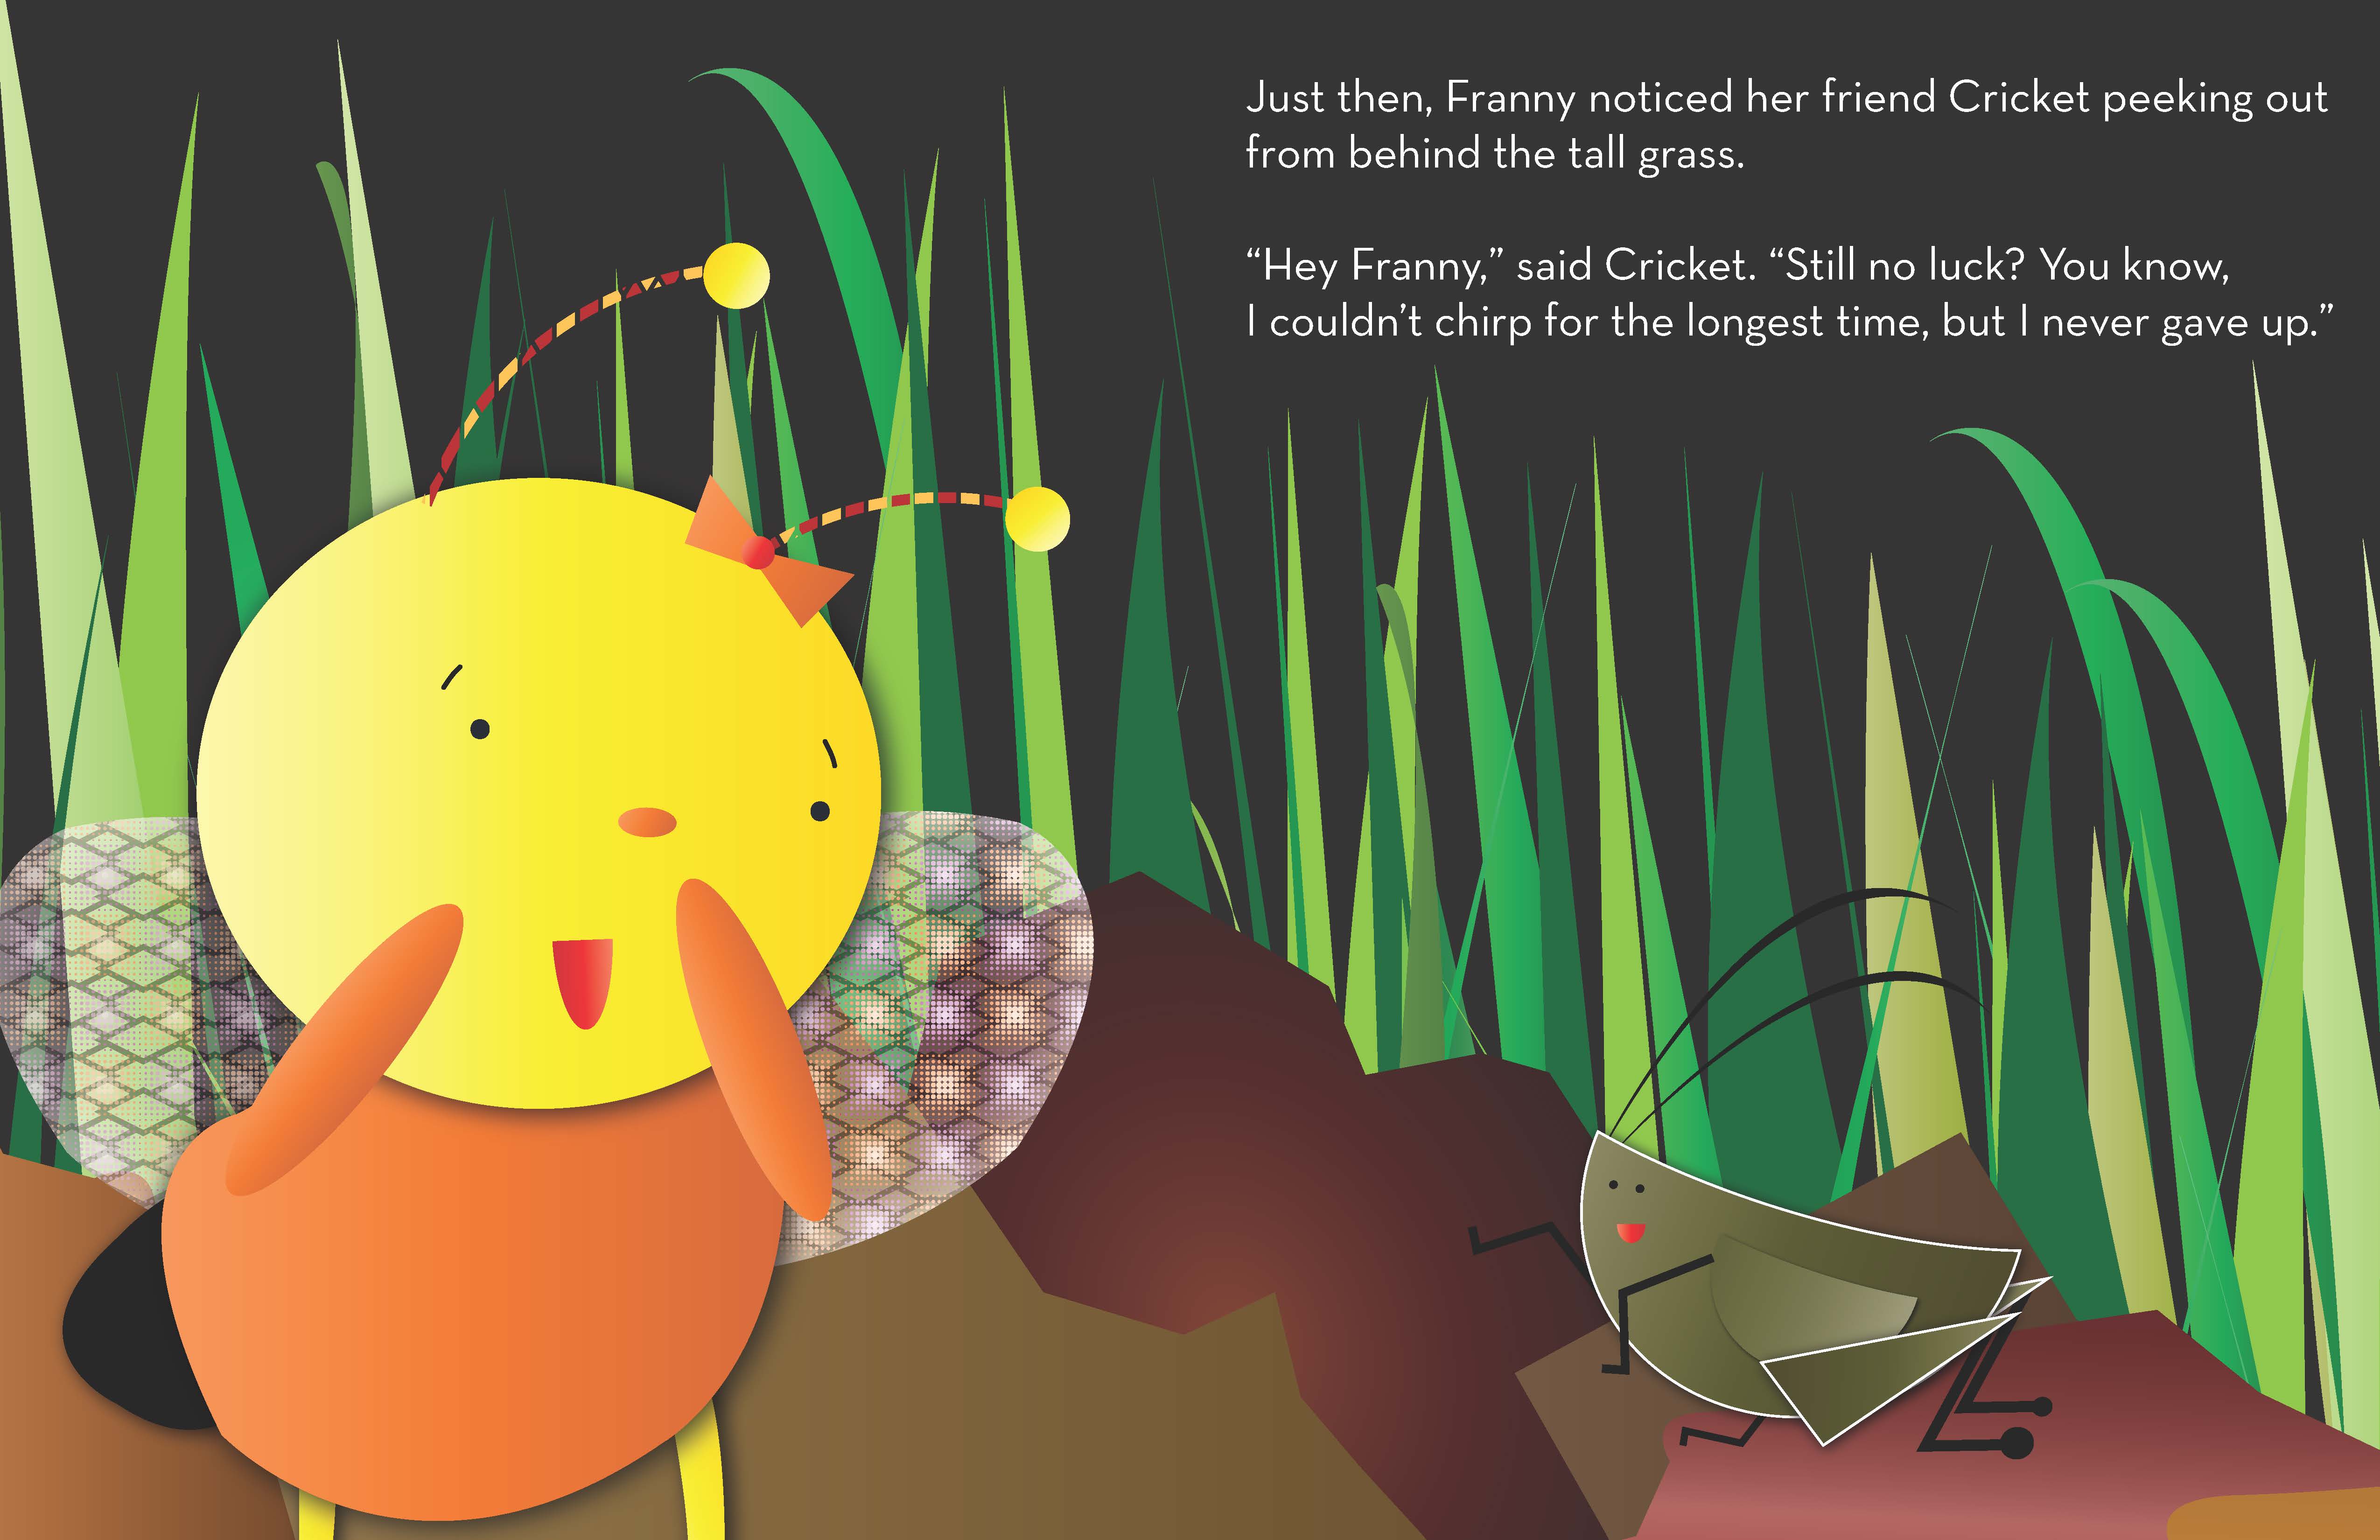 Just then, Franny noticed her friend Cricket peeking out
from behind the tall grass.
“Hey Franny,” said Cricket. “Still no luck? You know,
I couldn’t chirp for the longest time, but I never gave up.”